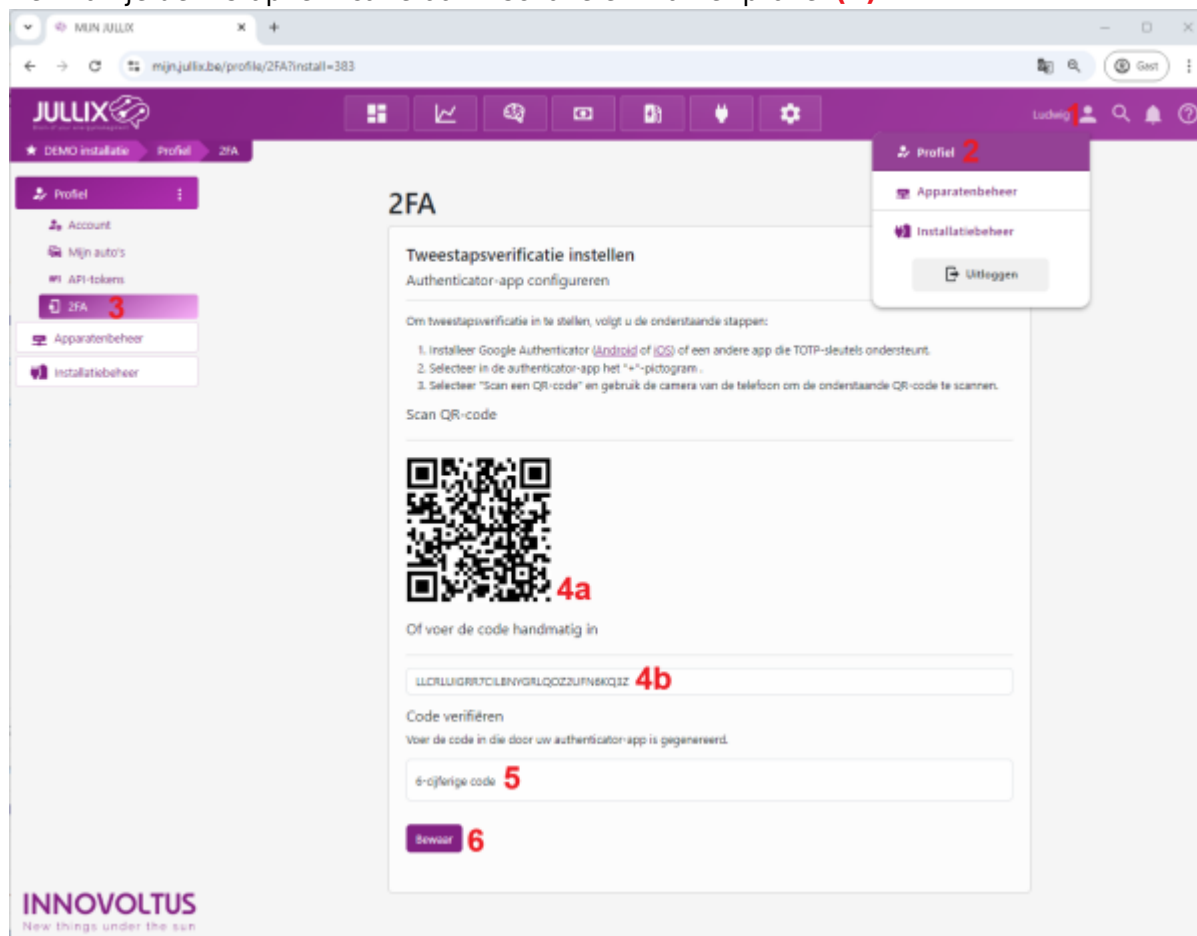 MIJN JULLIX
mijn.jullix.be/profile/2FA?install=383
Gast
JULLIX
Ludwig 1
DEMO installatie Profiel 2FA
Profiel 2
Apparatenbeheer
Installatiebeheer
Uitloggen
Profiel
Account
Mijn auto's
API-tokens
2FA 3
Apparatenbeheer
Installatiebeheer
2FA
Tweestapsverificatie instellen
Authenticator-app configureren
Om tweestapsverificatie in te stellen, volgt u de onderstaande stappen:
1. Installeer Google Authenticator (Android of iOS) of een andere app die TOTP-sleutels ondersteunt.
2. Selecteer in de authenticator-app het "+"-pictogram .
3. Selecteer "Scan een QR-code" en gebruik de camera van de telefoon om de onderstaande QR-code te scannen.
Scan QR-code
4a
Of voer de code handmatig in
4b
Code verifiëren
Voer de code in die door uw authenticator-app is gegenereerd.
6-cijferige code 5
Bewaar 6
INNOVOLTUS
New things under the sun